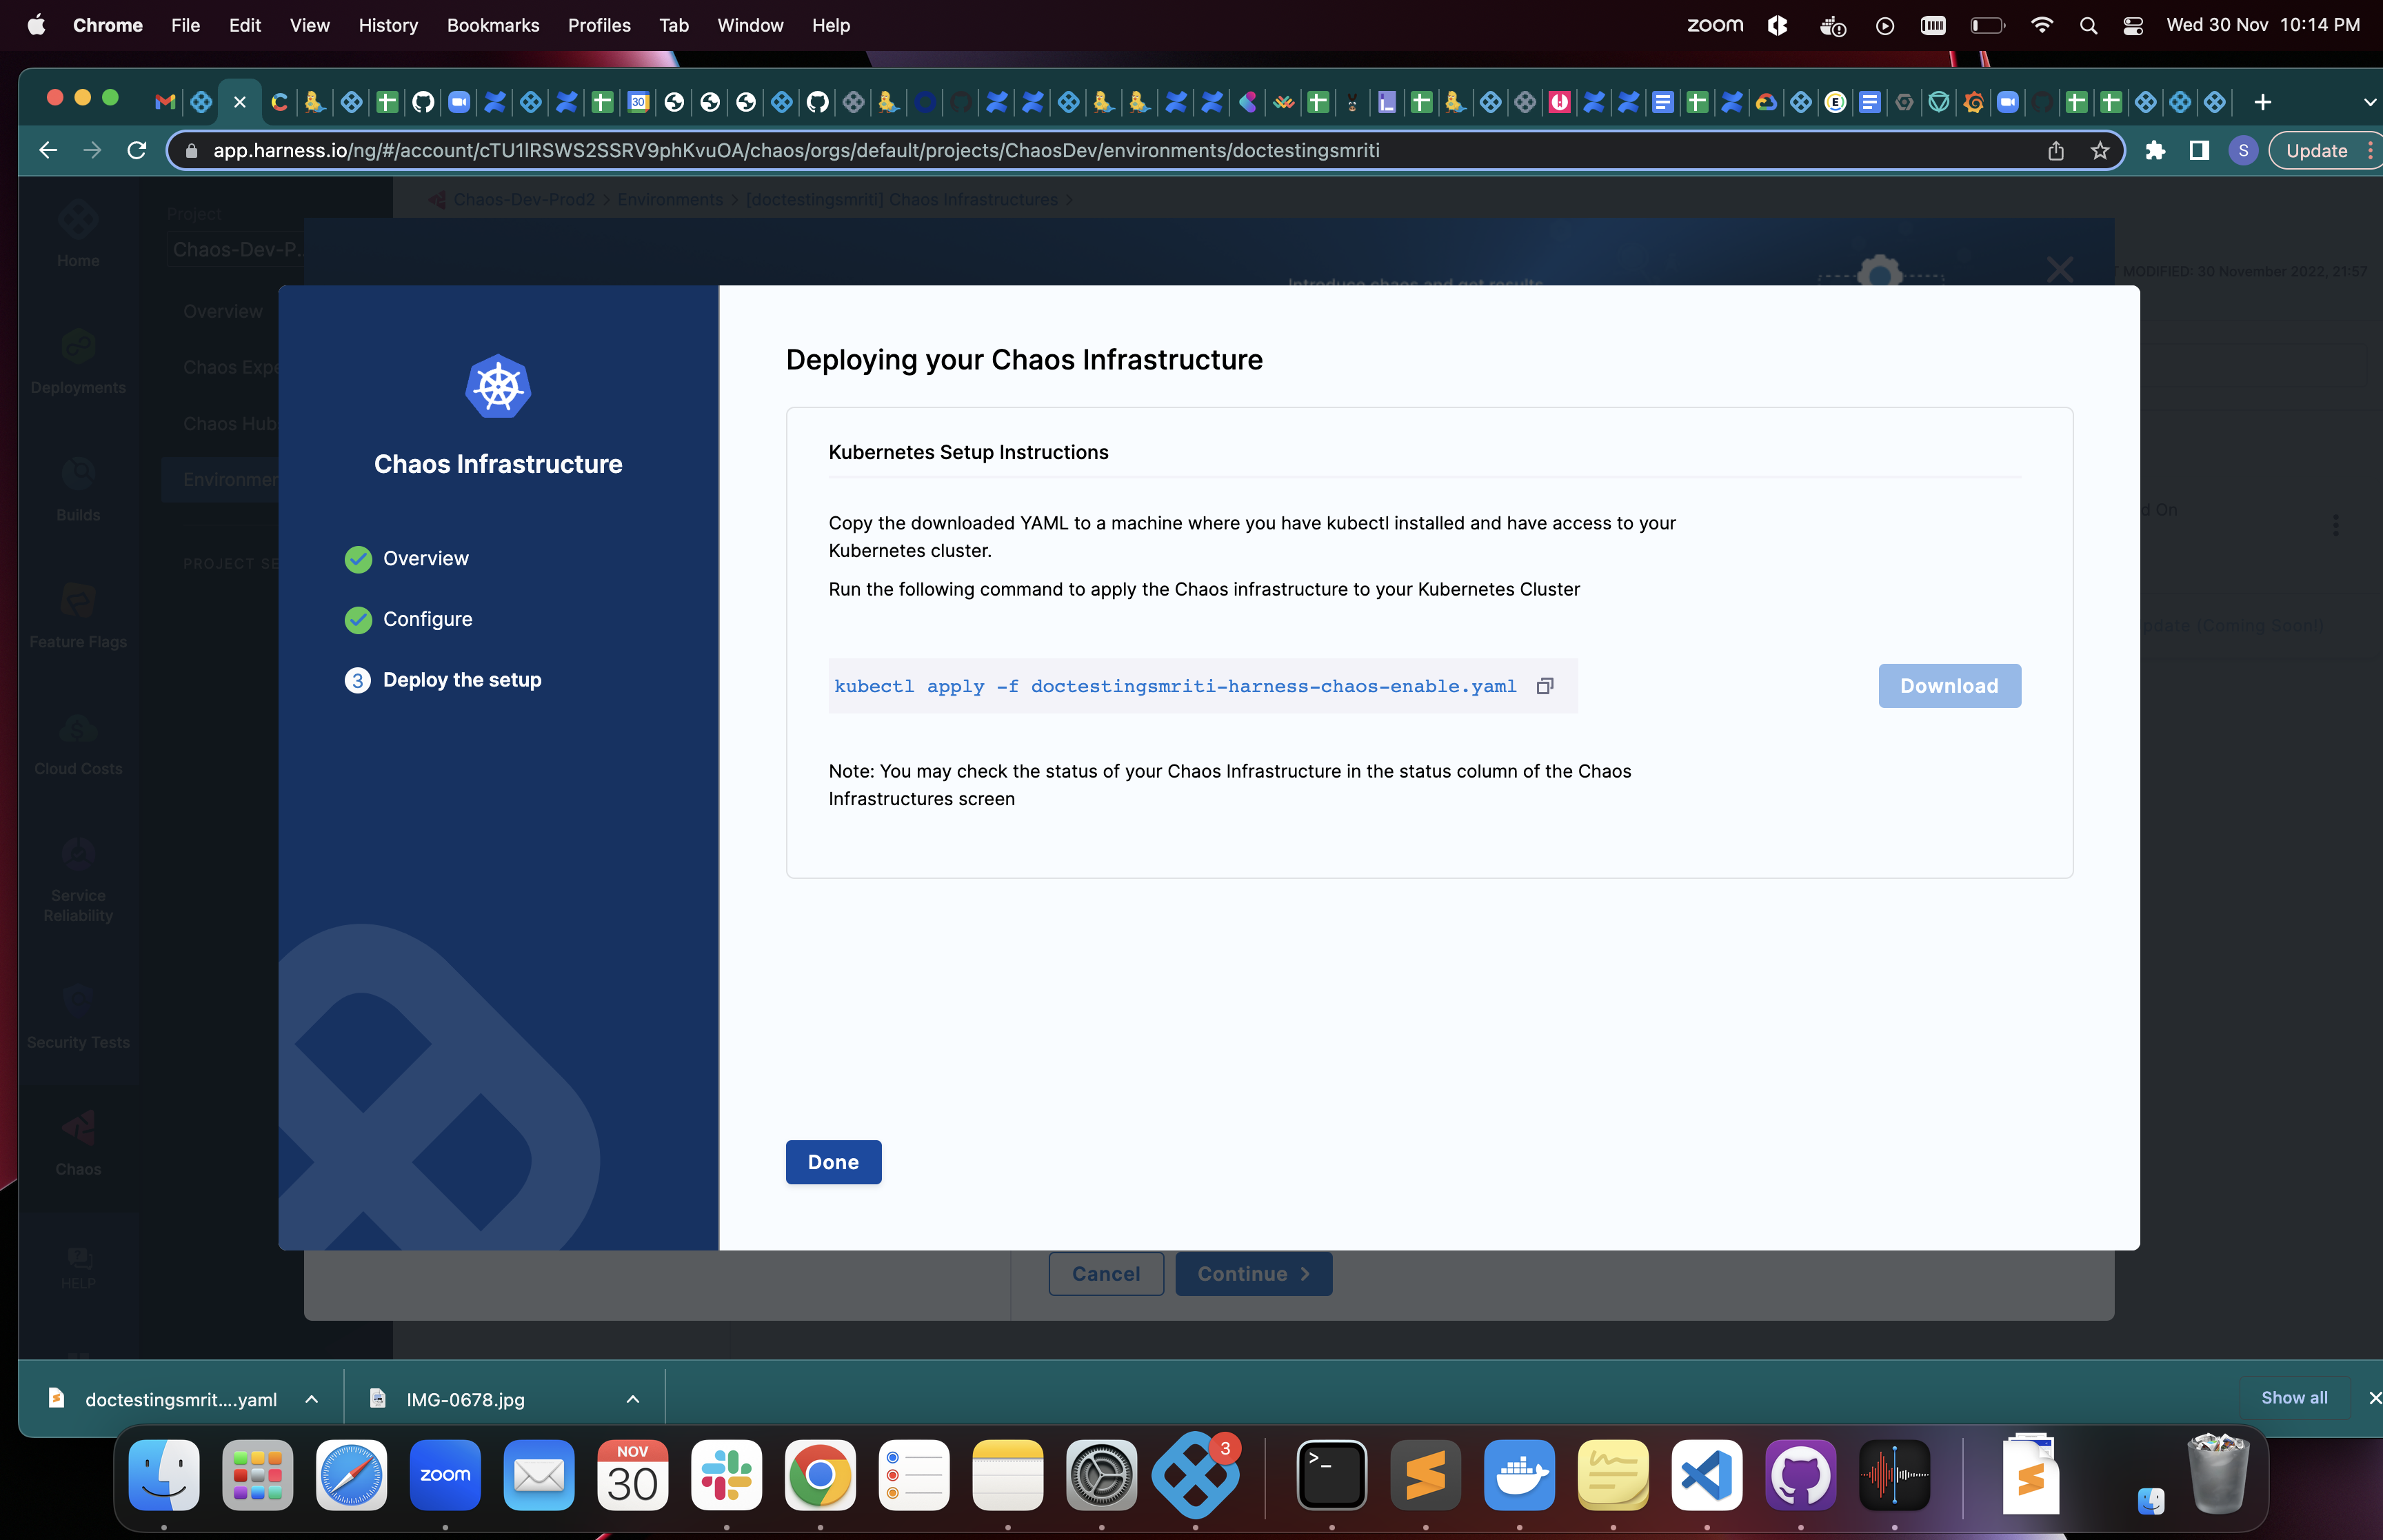 Chrome File Edit View History Bookmarks Profiles Tab Window Help
zoom Wed 30 Nov 10:14 PM
app.harness.io/ng/#/account/cTU1lRSWS2SSRV9phKvuOA/chaos/orgs/default/projects/ChaosDev/environments/doctestingsmriti
S Update
Project
Chaos-Dev-Prod2 > Environments > [doctestingsmriti] Chaos Infrastructures >
Home
Chaos-Dev-P...
MODIFIED: 30 November 2022, 21:57
Introduce chaos and get results
Overview
Deployments
Chaos Expe
Chaos Hub
Environmen
Builds
PROJECT SE
Feature Flags
Cloud Costs
Service
Reliability
Security Tests
Chaos
HELP
d On
pdate (Coming Soon!)
Chaos Infrastructure
Overview
Configure
3 Deploy the setup
Deploying your Chaos Infrastructure
Kubernetes Setup Instructions
Copy the downloaded YAML to a machine where you have kubectl installed and have access to your
Kubernetes cluster.
Run the following command to apply the Chaos infrastructure to your Kubernetes Cluster
kubectl apply -f doctestingsmriti-harness-chaos-enable.yaml
Download
Note: You may check the status of your Chaos Infrastructure in the status column of the Chaos
Infrastructures screen
Done
Cancel Continue
doctestingsmrit....yaml
IMG-0678.jpg
Show all
zoom
NOV
30
3